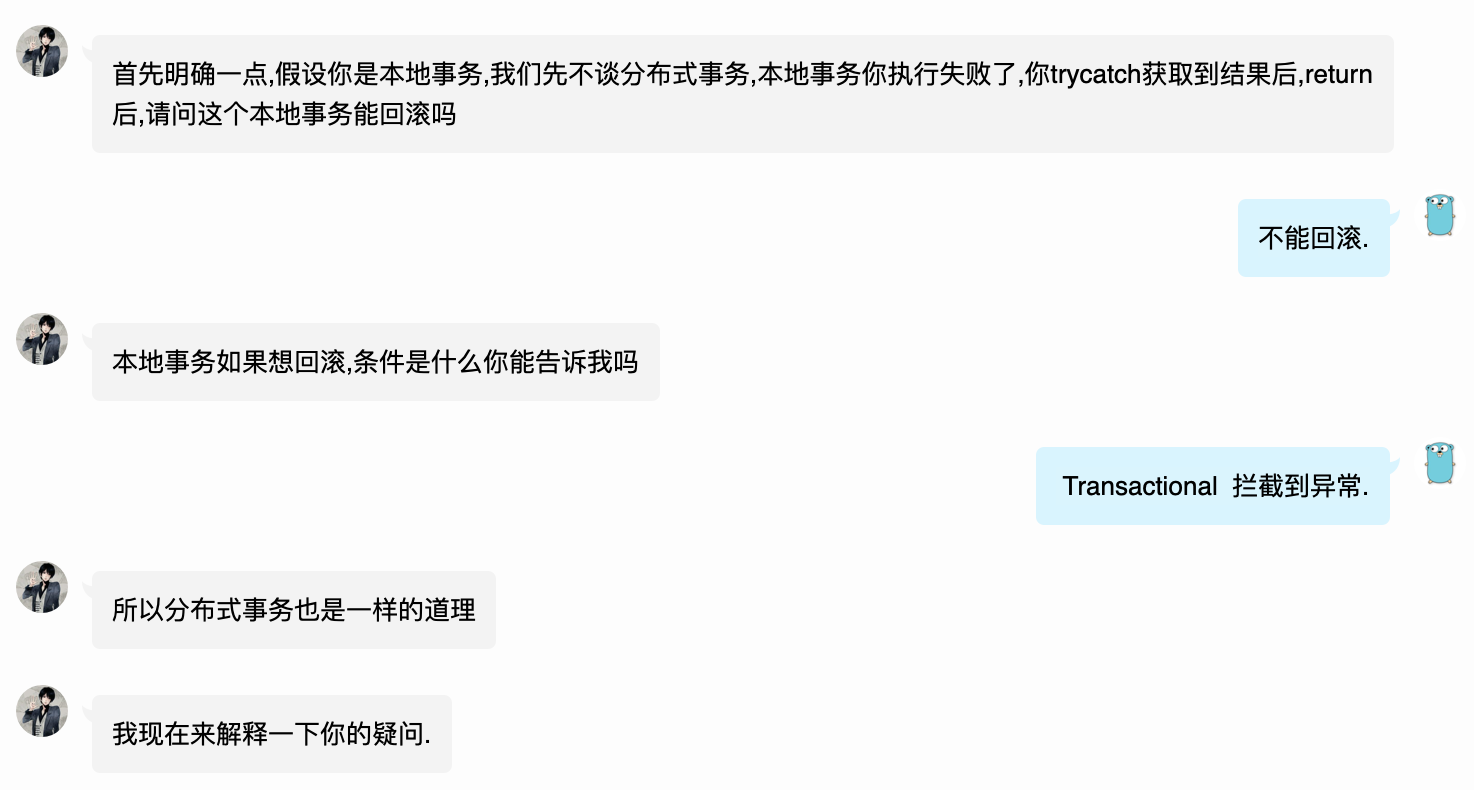 首先明确一点,假设你是本地事务,我们先不谈分布式事务,本地事务你执行失败了,你trycatch获取到结果后,return
后,请问这个本地事务能回滚吗
不能回滚.
本地事务如果想回滚,条件是什么你能告诉我吗
Transactional 拦截到异常.
所以分布式事务也是一样的道理
我现在来解释一下你的疑问.